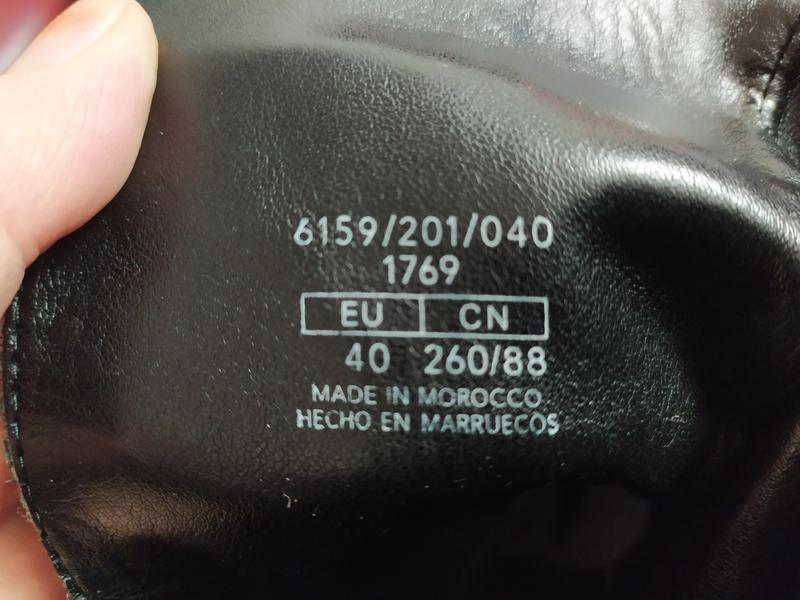 6159/201/040
1769
EU CN
40 260/88
MADE IN MOROCCO
HECHO EN MARRUECOS